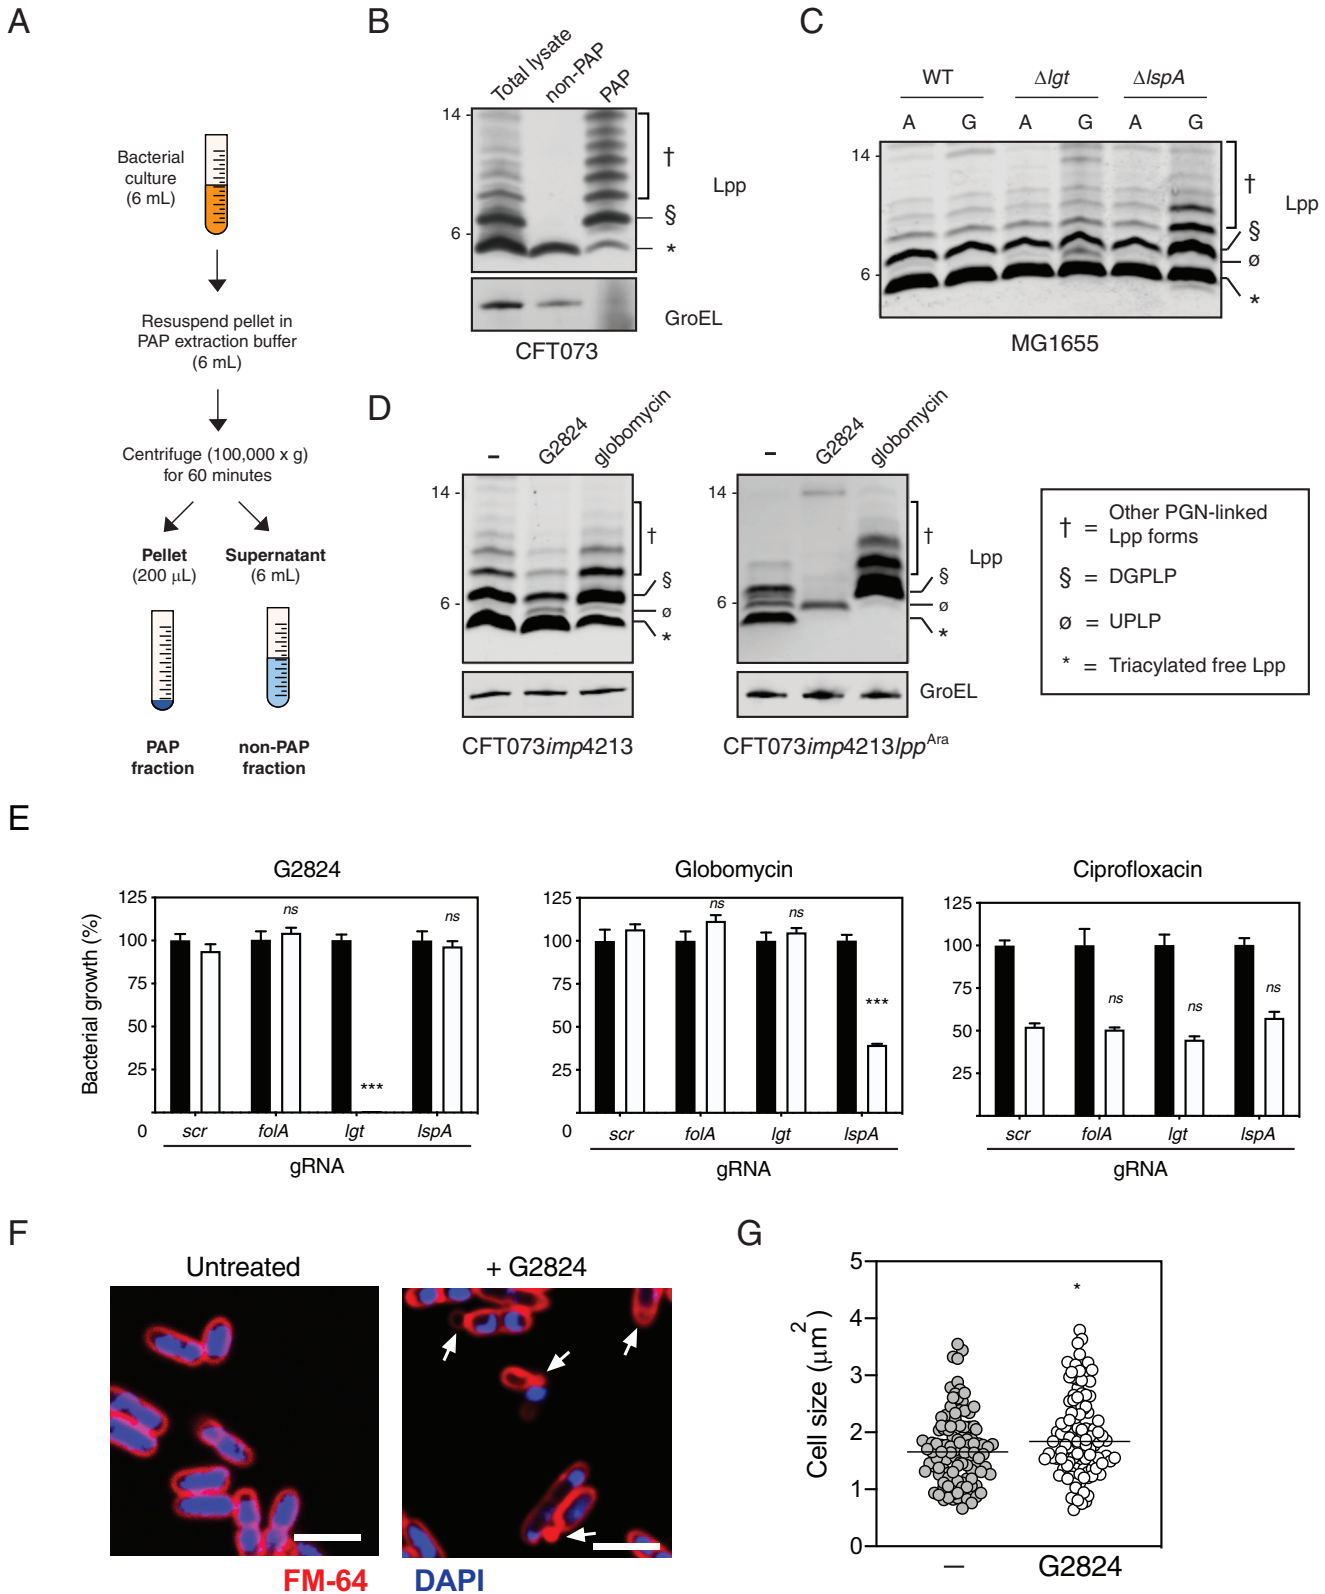 A
Bacterial
culture
(6 mL)
Resuspend pellet in
PAP extraction buffer
(6 mL)
Centrifuge (100,000 x g)
for 60 minutes
Pellet
(200 µL)
Supernatant
(6 mL)
PAP
fraction
non-PAP
fraction
B
Total lysate
non-PAP
PAP
14 -
6 -
†
§
*
Lpp
GroEL
CFT073
C
WT
Δlgt
ΔlspA
A G A G A G
14 -
6 -
†
§
ø
*
Lpp
MG1655
D
–
G2824
globomycin
14 -
6 -
†
§
ø
*
CFT073imp4213
–
G2824
globomycin
14 -
6 -
†
§
ø
*
Lpp
GroEL
CFT073imp4213lpp^Ara
† = Other PGN-linked
Lpp forms
§ = DGPLP
ø = UPLP
* = Triacylated free Lpp
E
G2824
Bacterial growth (%)
125
100
75
50
25
0
ns
***
ns
scr folA lgt lspA
gRNA
Globomycin
125
100
75
50
25
0
ns
ns
***
scr folA lgt lspA
gRNA
Ciprofloxacin
125
100
75
50
25
ns
ns
ns
scr folA lgt lspA
gRNA
F
Untreated
+ G2824
FM-64 DAPI
G
Cell size (µm²)
5
4
3
2
1
0
*
—
G2824